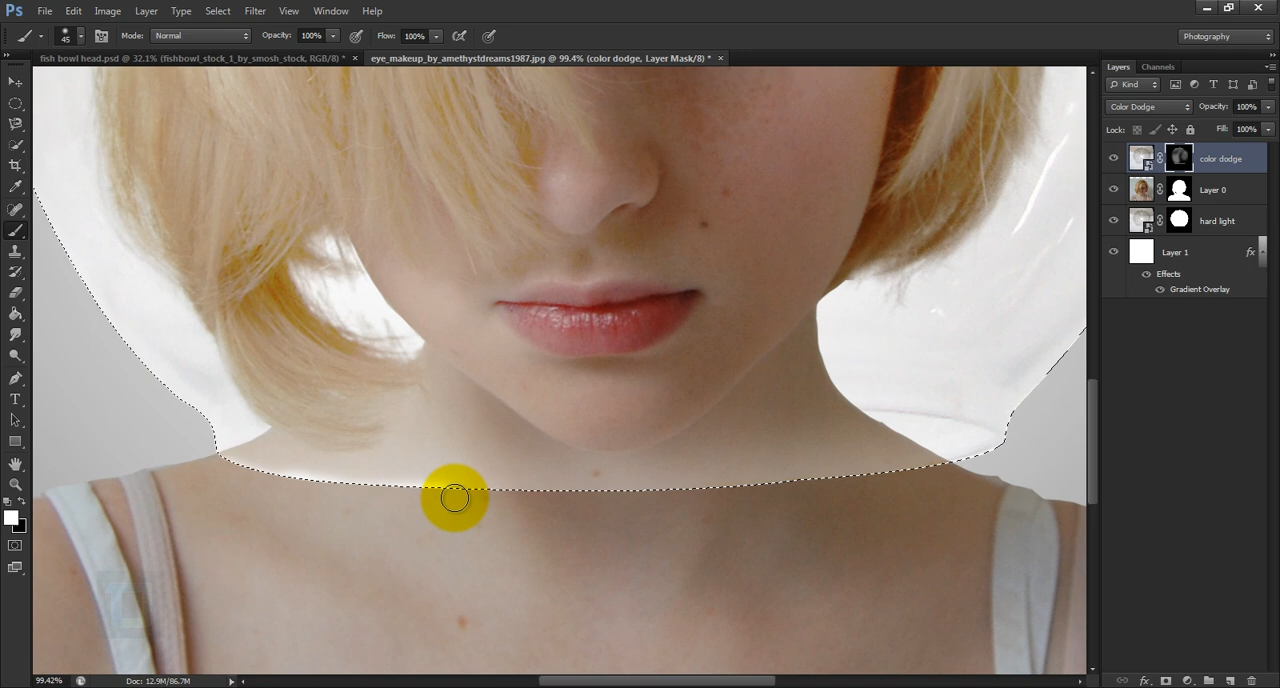 Ps File Edit Image Layer Type Select Filter View Window Help
45 Mode: Normal Opacity: 100% Flow: 100% Photography
fish bowl head.psd @ 32.1% (fishbowl_stock_1_by_smosh_stock, RGB/8) * × eye_makeup_by_amethystdreams1987.jpg @ 99.4% (color dodge, Layer Mask/8) * ×
Layers Channels
Kind
Color Dodge Opacity: 100%
Lock: Fill: 100%
color dodge
Layer 0
hard light
Layer 1 fx
Effects
Gradient Overlay
99.42% Doc: 12.9M/86.7M